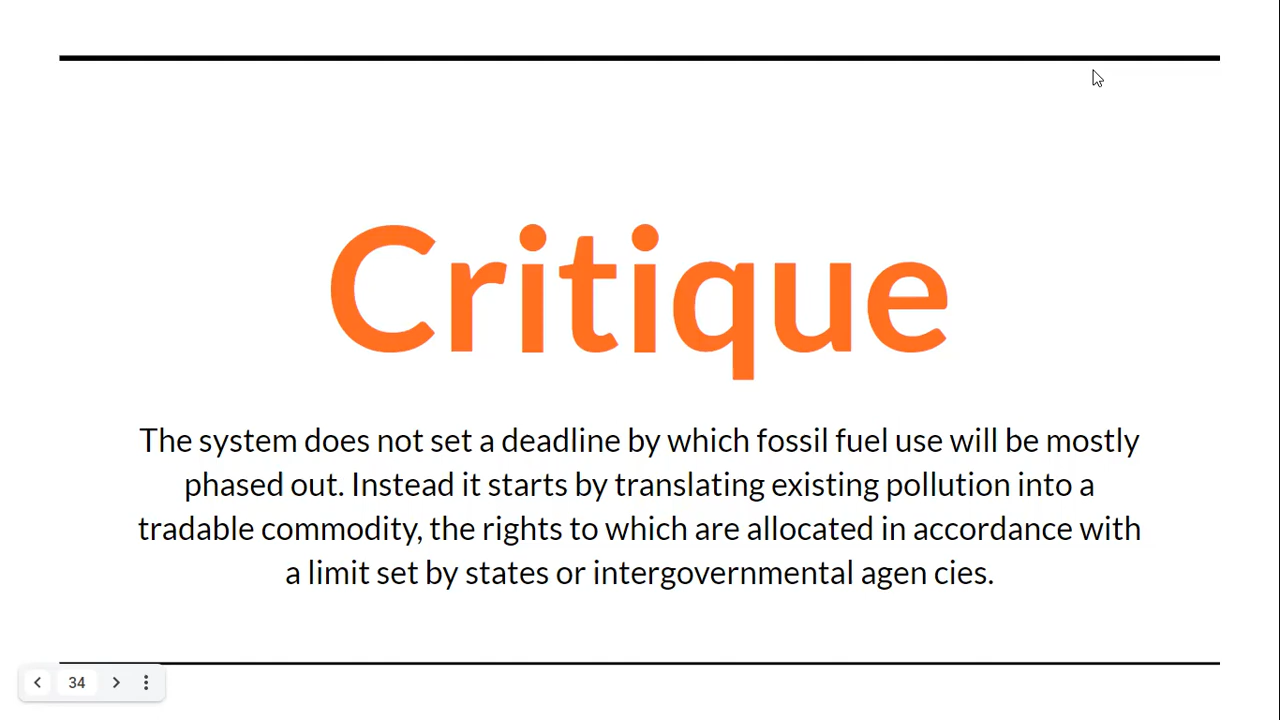 Critique
The system does not set a deadline by which fossil fuel use will be mostly
phased out. Instead it starts by translating existing pollution into a
tradable commodity, the rights to which are allocated in accordance with
a limit set by states or intergovernmental agen cies.
34